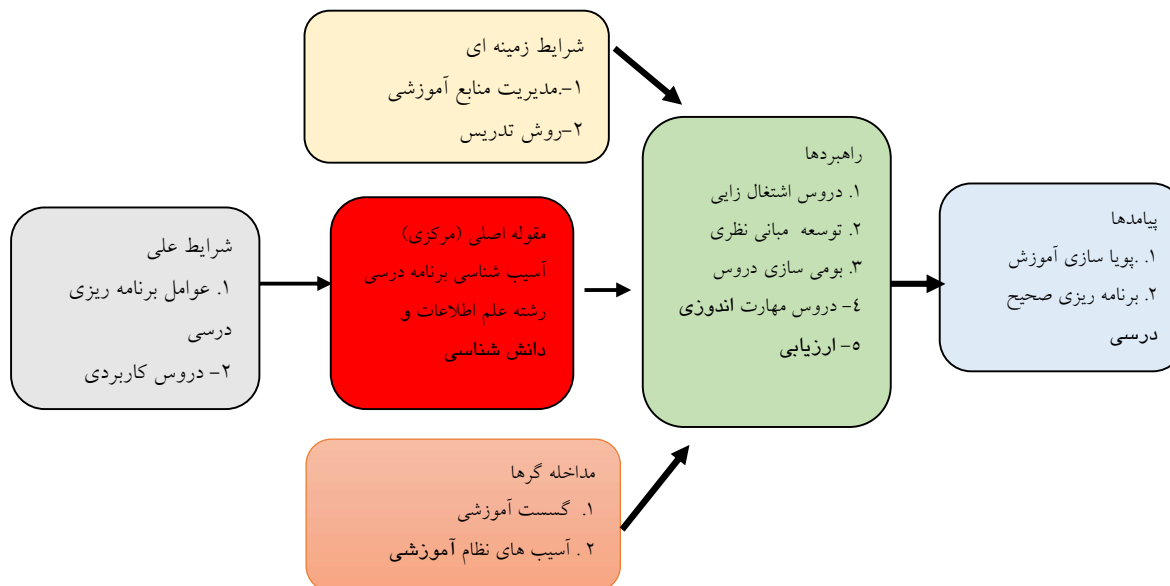 شرایط زمینه ای
۱-.مدیریت منابع آموزشی
۲-روش تدریس
شرایط علی
۱. عوامل برنامه ریزی
درسی
۲- دروس کاربردی
مقوله اصلی (مرکزی)
آسیب شناسی برنامه درسی
رشته علم اطلاعات و
دانش شناسی
راهبردها
۱. دروس اشتغال زایی
۲. توسعه مبانی نظری
۳. بومی سازی دروس
۴- دروس مهارت اندوزی
۵- ارزیابی
پیامدها
۱. .پویا سازی آموزش
۲. برنامه ریزی صحیح
درسی
مداخله گرها
۱. گسست آموزشی
۲ . آسیب های نظام آموزشی